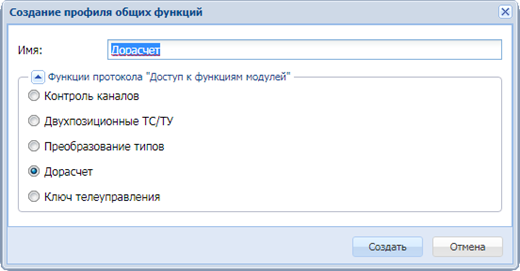 Создание профиля общих функций
Имя:
Дорасчет
Функции протокола "Доступ к функциям модулей"
Контроль каналов
Двухпозиционные ТС/ТУ
Преобразование типов
Дорасчет
Ключ телеуправления
Создать
Отмена